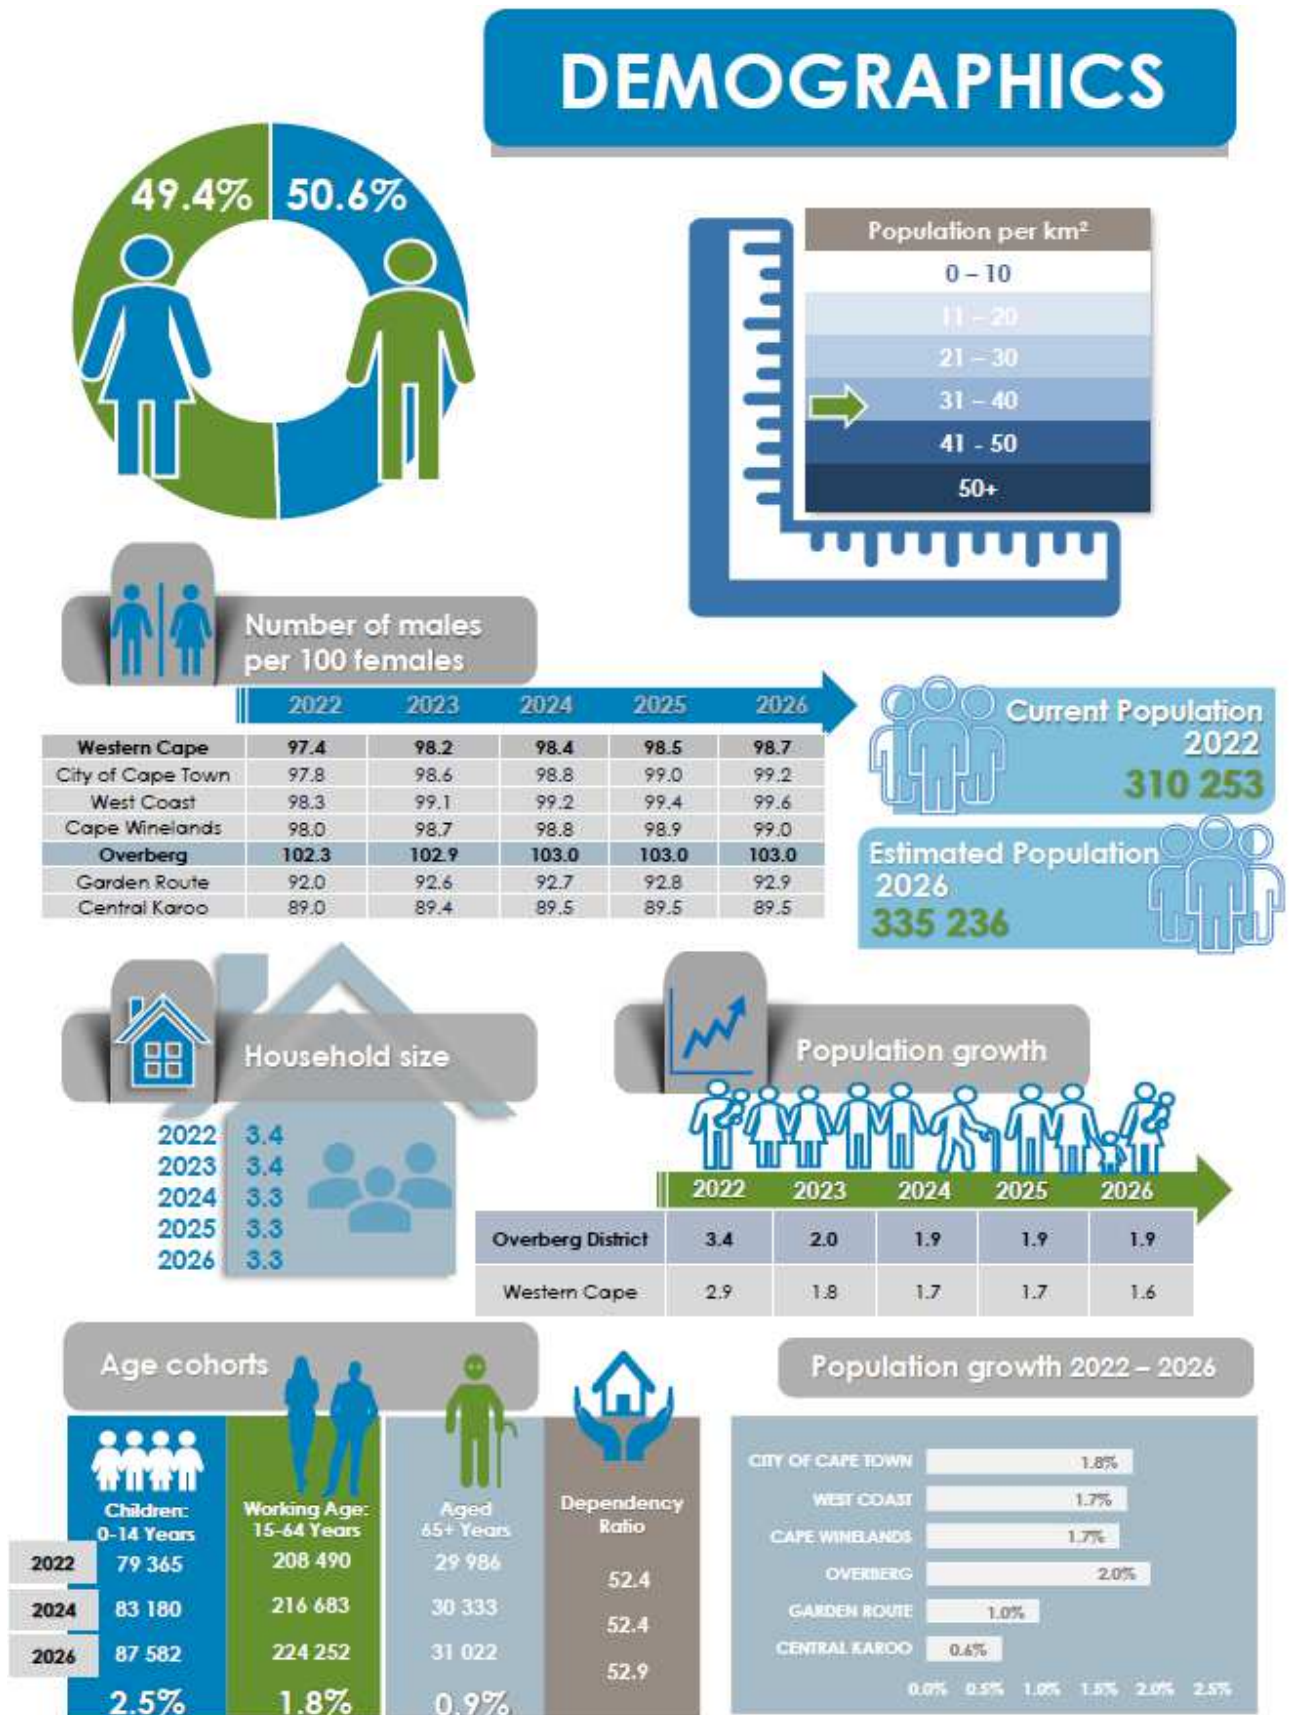 DEMOGRAPHICS
49.4% 50.6%
Population per km²
0 – 10
11 – 20
21 – 30
31 – 40
41 - 50
50+
Number of males
per 100 females
2022 2023 2024 2025 2026
Western Cape 97.4 98.2 98.4 98.5 98.7
City of Cape Town 97.8 98.6 98.8 99.0 99.2
West Coast 98.3 99.1 99.2 99.4 99.6
Cape Winelands 98.0 98.7 98.8 98.9 99.0
Overberg 102.3 102.9 103.0 103.0 103.0
Garden Route 92.0 92.6 92.7 92.8 92.9
Central Karoo 89.0 89.4 89.5 89.5 89.5
Current Population
2022
310 253
Estimated Population
2026
335 236
Household size
2022 3.4
2023 3.4
2024 3.3
2025 3.3
2026 3.3
Population growth
2022 2023 2024 2025 2026
Overberg District 3.4 2.0 1.9 1.9 1.9
Western Cape 2.9 1.8 1.7 1.7 1.6
Age cohorts
Children:
0-14 Years
Working Age:
15-64 Years
Aged
65+ Years
Dependency
Ratio
2022 79 365 208 490 29 986 52.4
2024 83 180 216 683 30 333 52.4
2026 87 582 224 252 31 022 52.9
2.5% 1.8% 0.9%
Population growth 2022 – 2026
CITY OF CAPE TOWN 1.8%
WEST COAST 1.7%
CAPE WINELANDS 1.7%
OVERBERG 2.0%
GARDEN ROUTE 1.0%
CENTRAL KAROO 0.6%
0.0% 0.5% 1.0% 1.5% 2.0% 2.5%